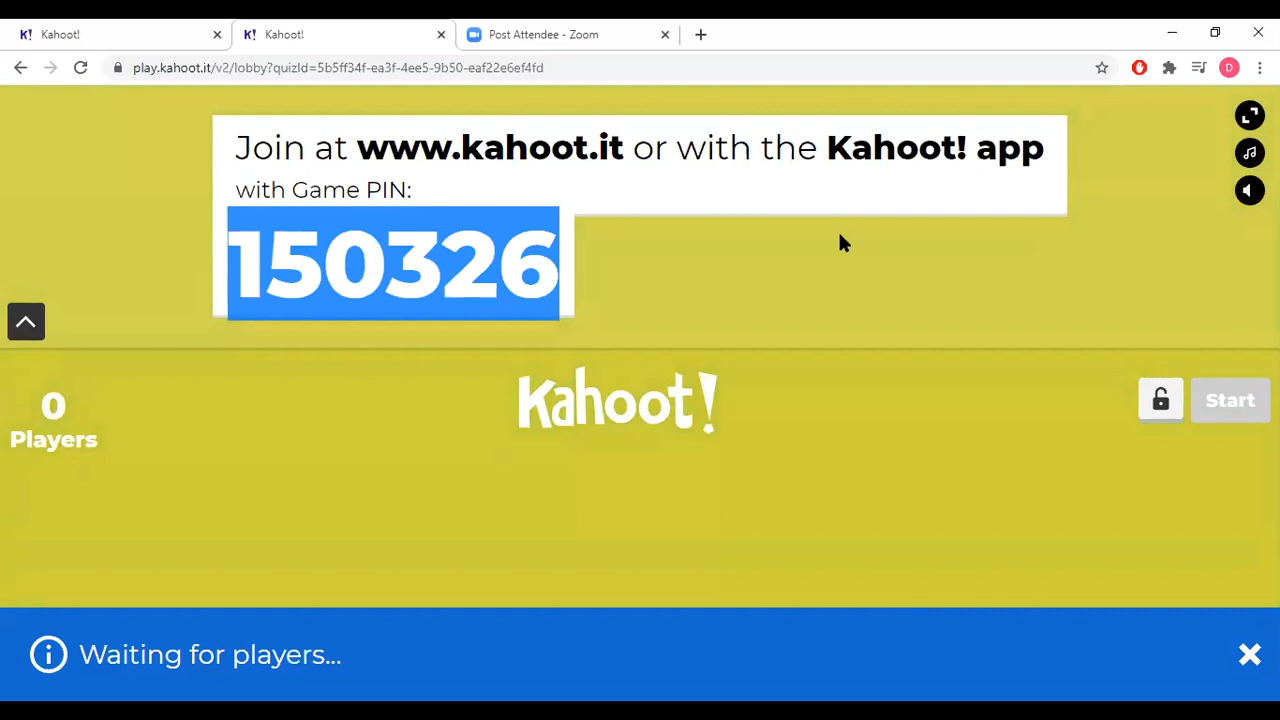 K! Kahoot!
K! Kahoot!
Post Attendee - Zoom
play.kahoot.it/v2/lobby?quizId=5b5ff34f-ea3f-4ee5-9b50-eaf22e6ef4fd
D
Join at www.kahoot.it or with the Kahoot! app
with Game PIN:
150326
0
Players
Kahoot!
Start
Waiting for players...